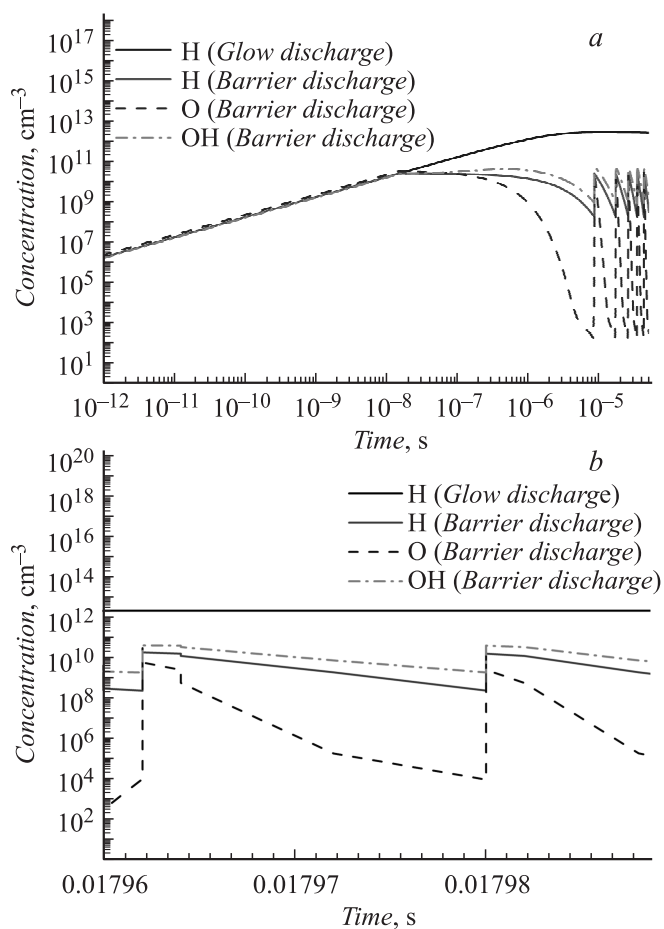 a
10^17
10^15
10^13
10^11
10^9
10^7
10^5
10^3
10^1
Concentration, cm^−3
H (Glow discharge)
H (Barrier discharge)
O (Barrier discharge)
OH (Barrier discharge)
10^−12 10^−11 10^−10 10^−9 10^−8 10^−7 10^−6 10^−5
Time, s
b
10^20
10^18
10^16
10^14
10^12
10^10
10^8
10^6
10^4
10^2
Concentration, cm^−3
H (Glow discharge)
H (Barrier discharge)
O (Barrier discharge)
OH (Barrier discharge)
0.01796 0.01797 0.01798
Time, s